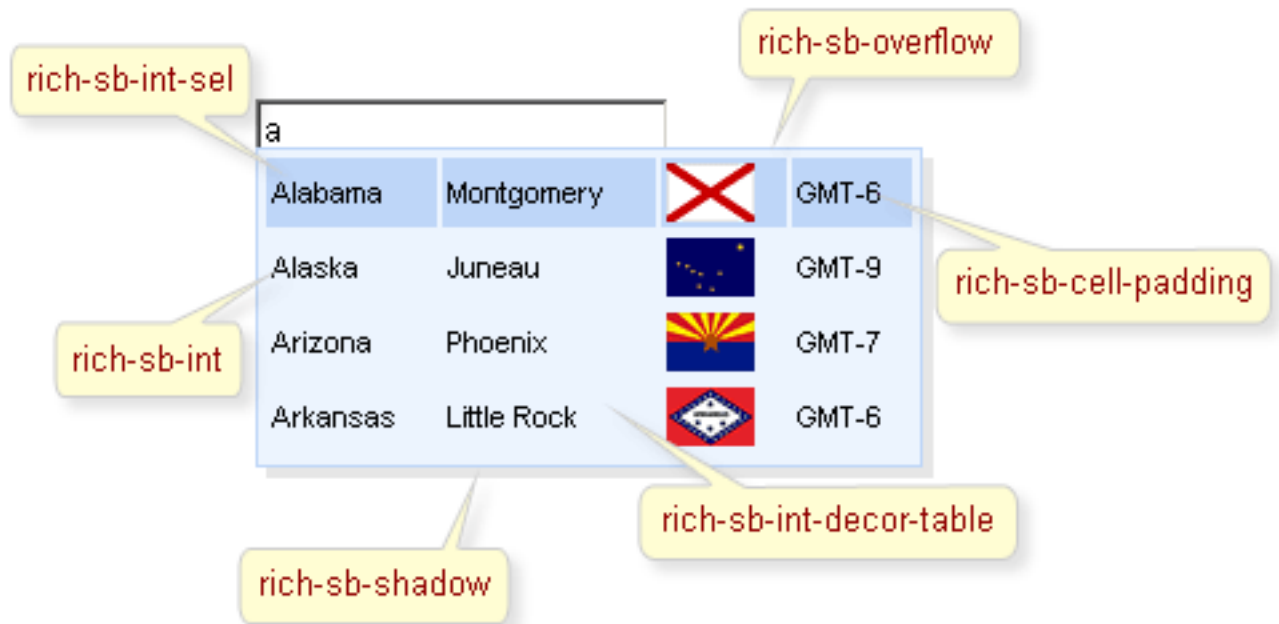 rich-sb-overflow
rich-sb-int-sel
a
Alabama Montgomery GMT-6
Alaska Juneau GMT-9
rich-sb-cell-padding
Arizona Phoenix GMT-7
rich-sb-int
Arkansas Little Rock GMT-6
rich-sb-int-decor-table
rich-sb-shadow